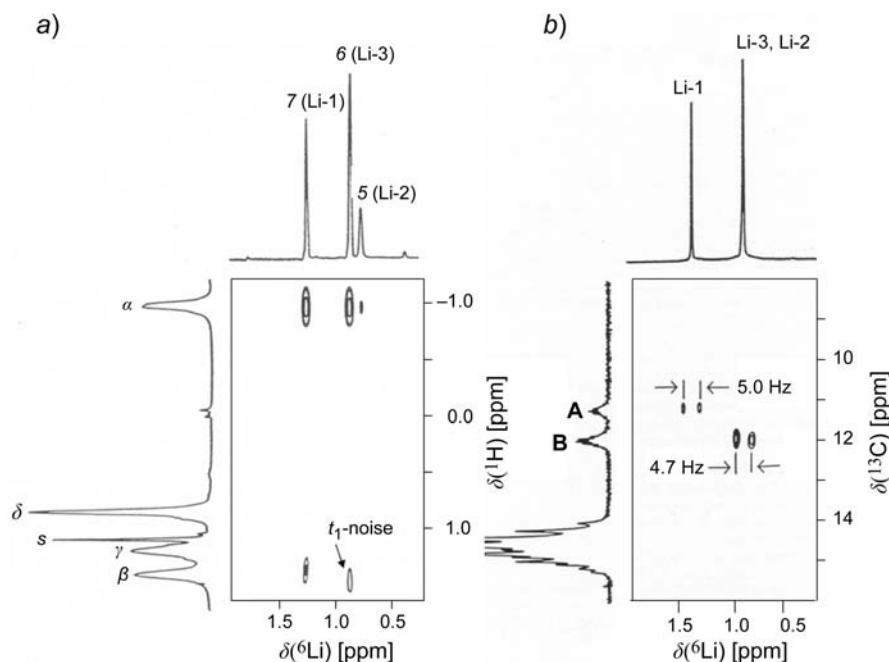 a)
6 (Li-3)
7 (Li-1)
5 (Li-2)
α
δ
s
γ
β
t1-noise
−1.0
0.0
1.0
δ(¹H) [ppm]
1.5 1.0 0.5
δ(⁶Li) [ppm]
b)
Li-3, Li-2
Li-1
A
B
5.0 Hz
4.7 Hz
10
12
14
δ(¹³C) [ppm]
1.5 1.0 0.5
δ(⁶Li) [ppm]